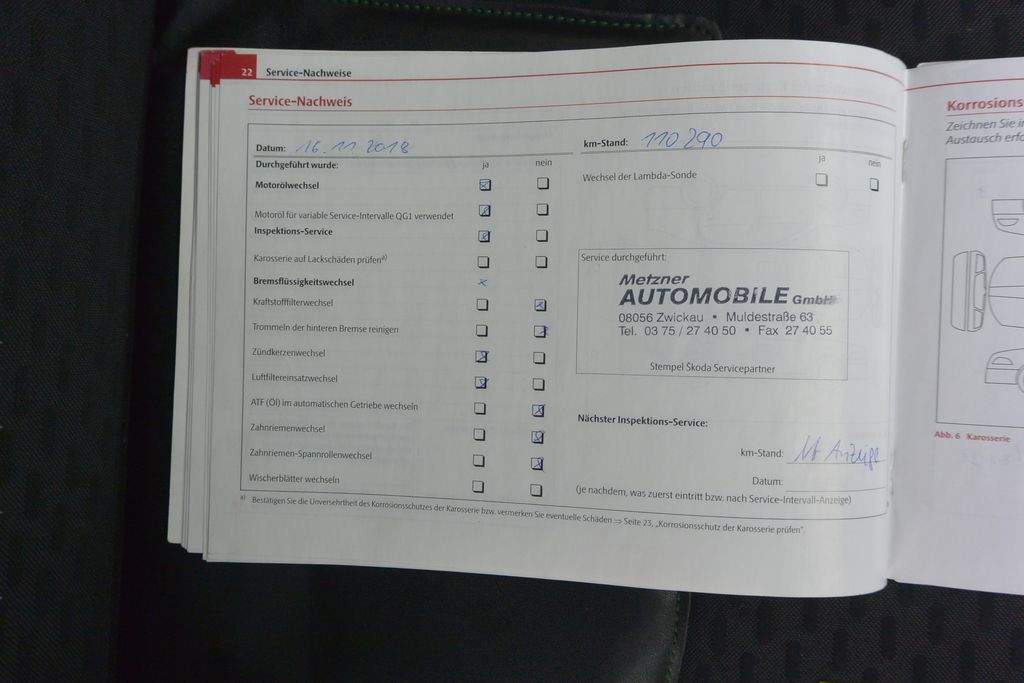 22 Service-Nachweise
Service-Nachweis
Datum: 16.11.2018
Durchgeführt wurde: ja nein
Motorölwechsel
Motoröl für variable Service-Intervalle QG1 verwendet
Inspektions-Service
Karosserie auf Lackschäden prüfen a)
Bremsflüssigkeitswechsel
Kraftstofffilterwechsel
Trommeln der hinteren Bremse reinigen
Zündkerzenwechsel
Luftfiltereinsatzwechsel
ATF (Öl) im automatischen Getriebe wechseln
Zahnriemenwechsel
Zahnriemen-Spannrollenwechsel
Wischerblätter wechseln
km-Stand: 110290
ja nein
Wechsel der Lambda-Sonde
Service durchgeführt:
Metzner
AUTOMOBILE GmbH
08056 Zwickau • Muldestraße 63
Tel. 03 75 / 27 40 50 • Fax 27 40 55
Stempel Škoda Servicepartner
Nächster Inspektions-Service:
km-Stand: Anzeige
Datum:
(je nachdem, was zuerst eintritt bzw. nach Service-Intervall-Anzeige)
a) Bestätigen Sie die Unversehrtheit des Korrosionsschutzes der Karosserie bzw. vermerken Sie eventuelle Schäden ⇒ Seite 23, „Korrosionsschutz der Karosserie prüfen“.
Korrosions
Zeichnen Sie
Austausch erfo
Abb. 6 Karosserie